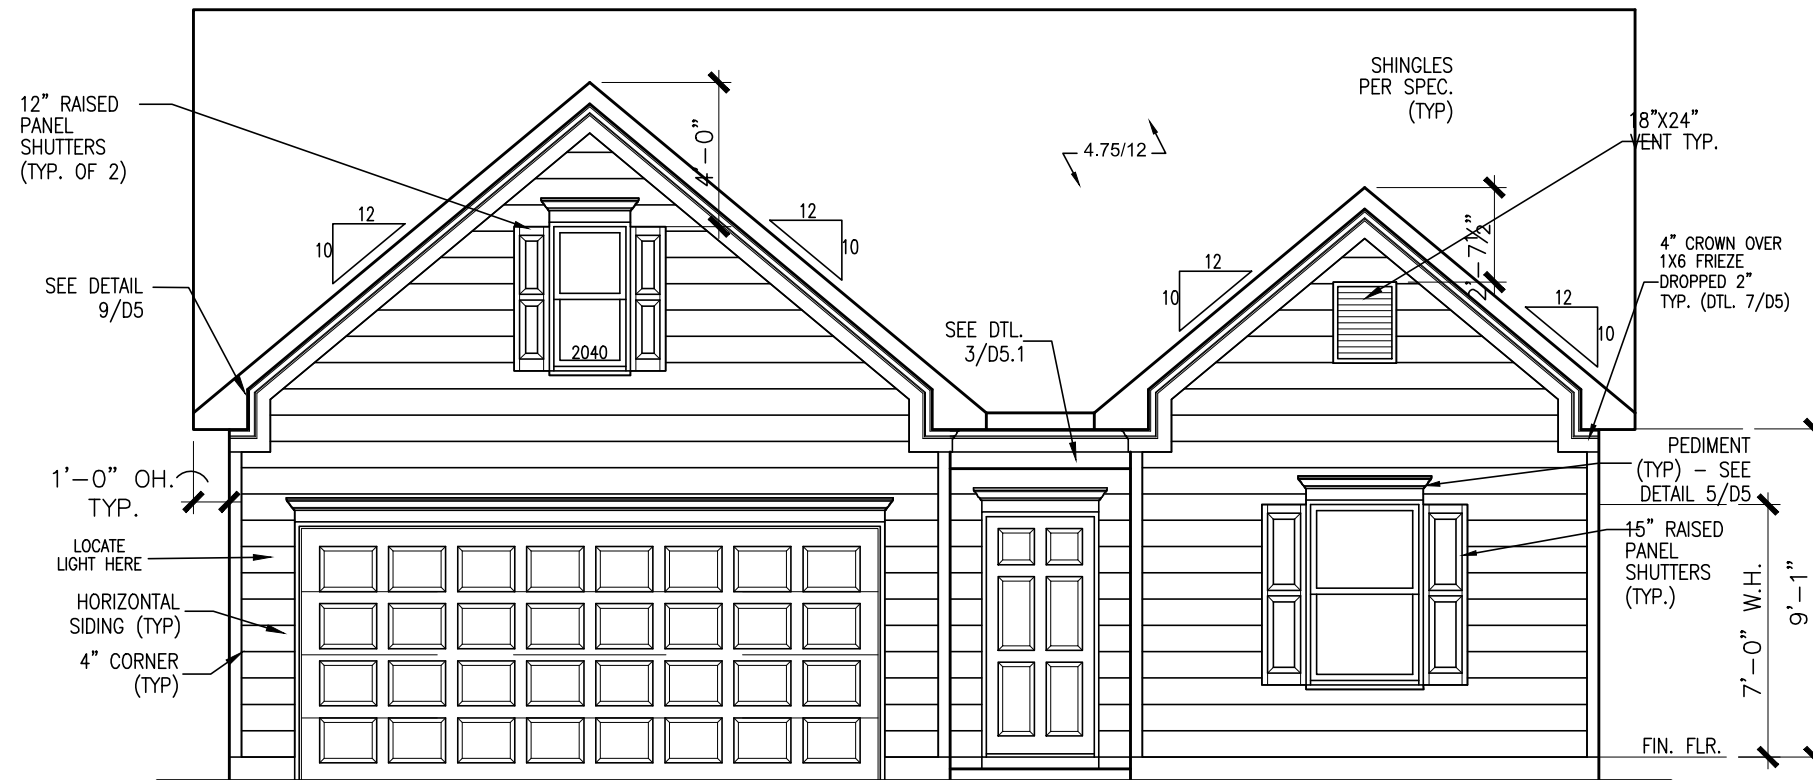 12" RAISED
PANEL
SHUTTERS
(TYP. OF 2)
4'-0"
SHINGLES
PER SPEC.
(TYP)
18"X24"
VENT TYP.
4.75/12
12
10
12
10
2'-7½"
4" CROWN OVER
1X6 FRIEZE
DROPPED 2"
TYP. (DTL. 7/D5)
12
10
12
10
SEE DETAIL
9/D5
2040
SEE DTL.
3/D5.1
1'-0" OH.
TYP.
PEDIMENT
(TYP) - SEE
DETAIL 5/D5
LOCATE
LIGHT HERE
15" RAISED
PANEL
SHUTTERS
(TYP.)
HORIZONTAL
SIDING (TYP)
4" CORNER
(TYP)
7'-0" W.H.
9'-1"
FIN. FLR.